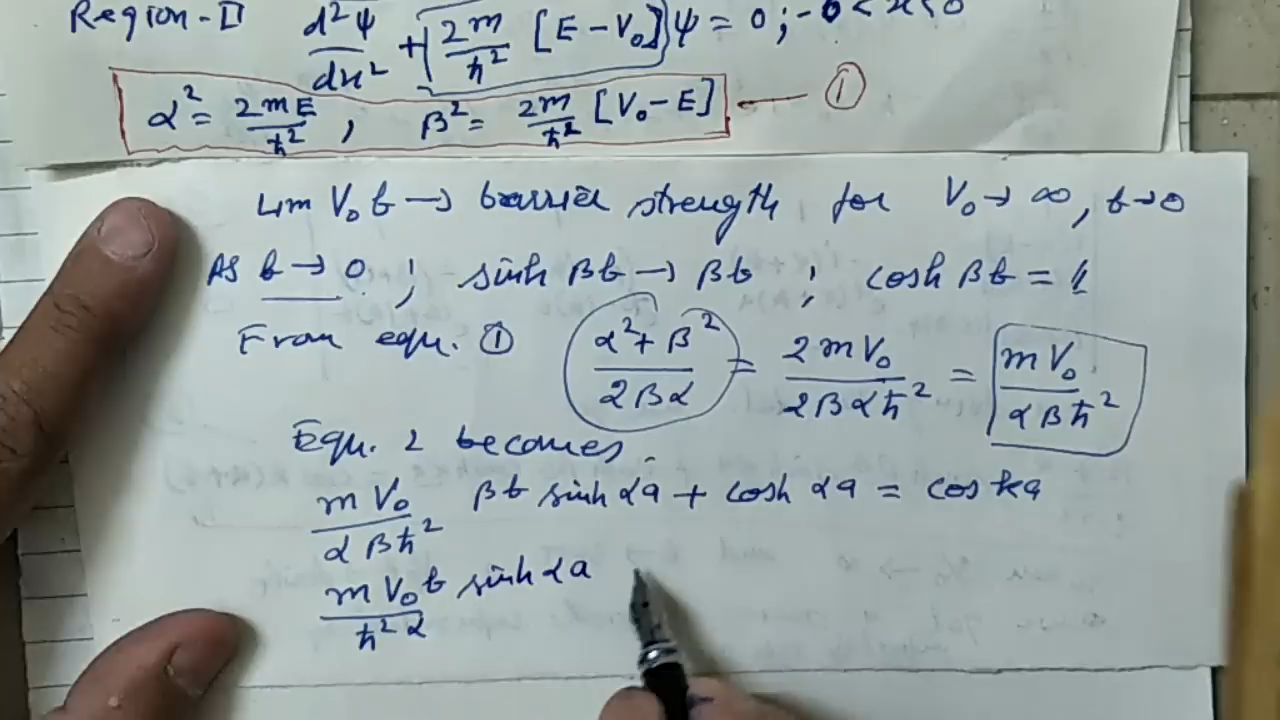 Region-II d²ψ/dx² + [2m/ħ² [E-V₀]]ψ = 0 ; -b < x < 0
α² = 2mE/ħ² , β² = 2m/ħ² [V₀-E] — ①
Lim V₀b → barrier strength for V₀ → ∞, b→0
AS b → 0 ; sinh βb → βb ; cosh βb = 1
From equ. ① α²+β²/2βα = 2mV₀/2βαħ² = mV₀/αβħ²
Equ. 2 becomes.
mV₀/αβħ² βb sinh αa + cosh αa = cos ka
mV₀b/ħ²α sinh αa